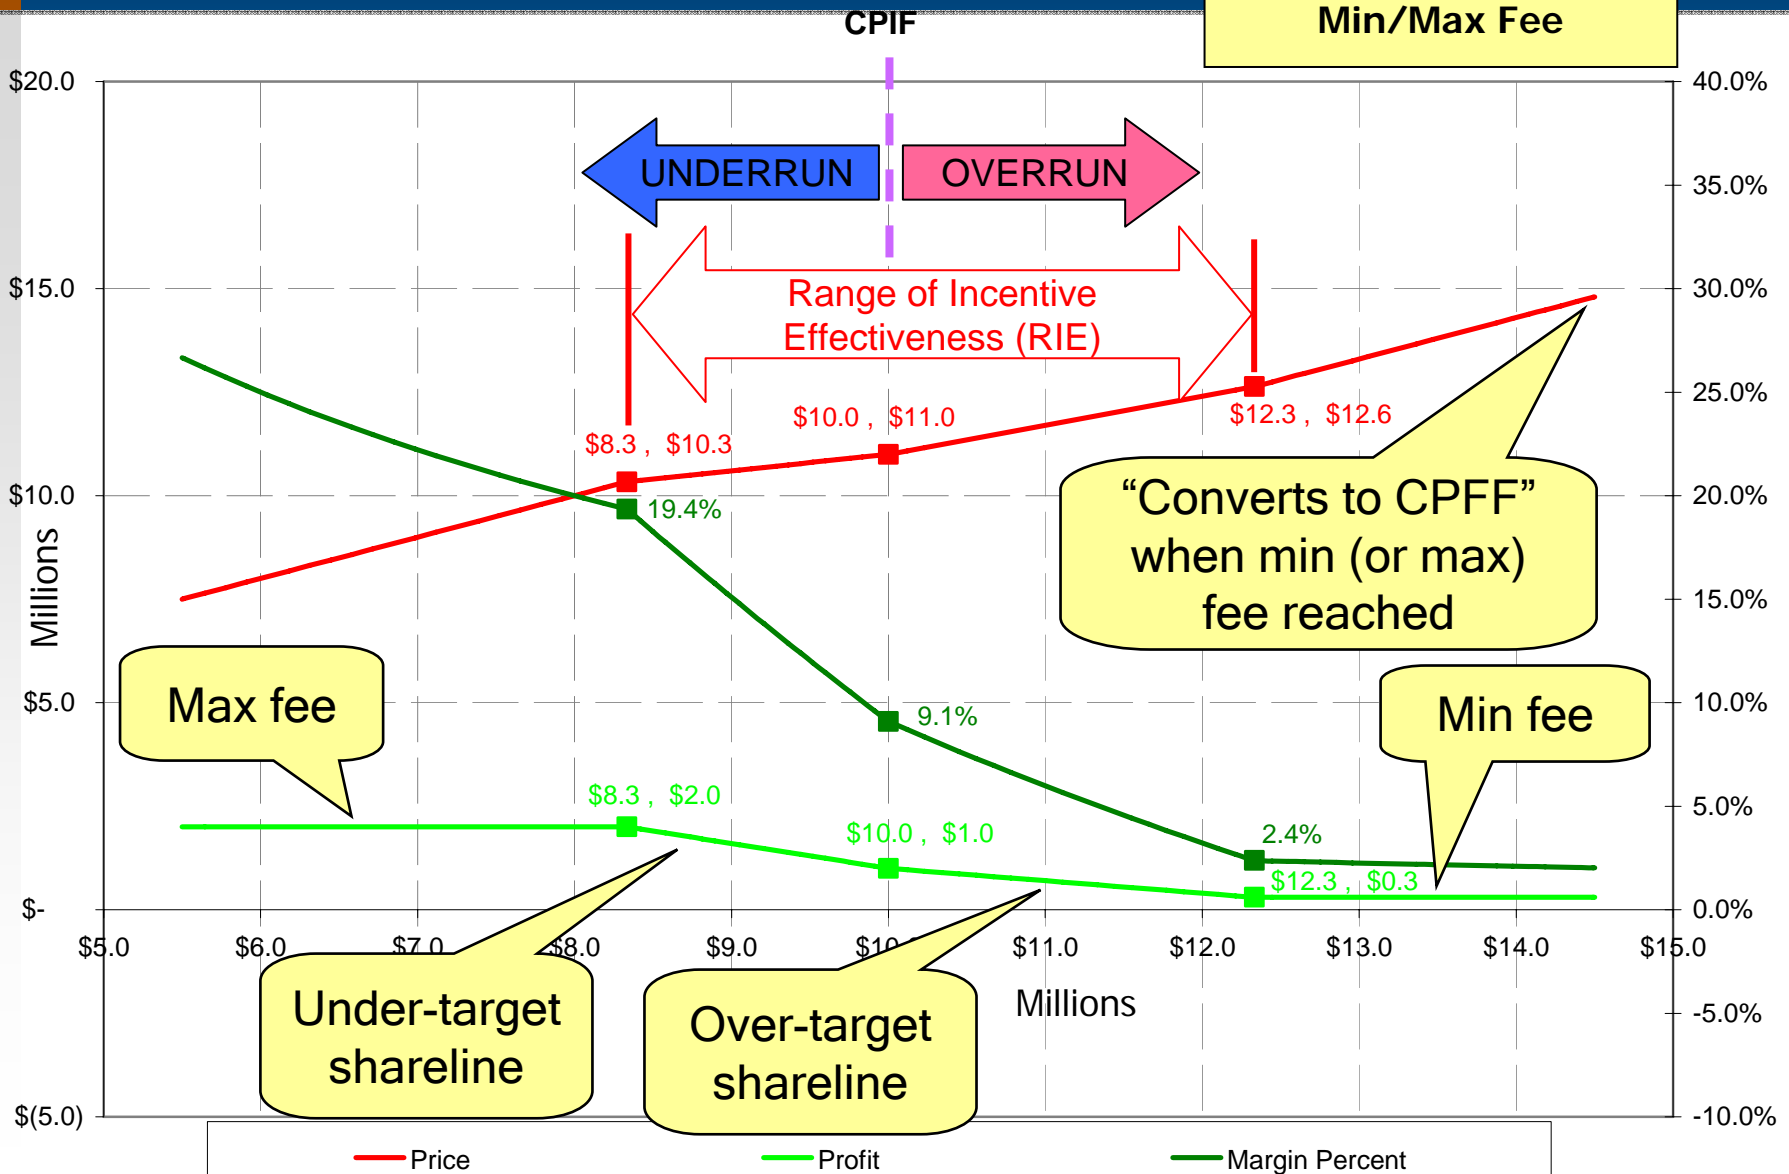 CPIF
Min/Max Fee
$20.0
40.0%
UNDERRUN
OVERRUN
35.0%
$15.0
Range of Incentive
Effectiveness (RIE)
30.0%
$10.0 ,  $11.0
$12.3 ,  $12.6
25.0%
$8.3 ,  $10.3
$10.0
19.4%
“Converts to CPFF”
when min (or max)
fee reached
20.0%
Millions
15.0%
$5.0
Max fee
9.1%
Min fee
10.0%
$8.3 ,  $2.0
$10.0 ,  $1.0
2.4%
5.0%
$12.3 ,  $0.3
$-
0.0%
$5.0
$6.0
$7.0
$8.0
$9.0
$11.0
$12.0
$13.0
$14.0
$15.0
Under-target
shareline
Over-target
shareline
Millions
-5.0%
$(5.0)
-10.0%
Price
Profit
Margin Percent